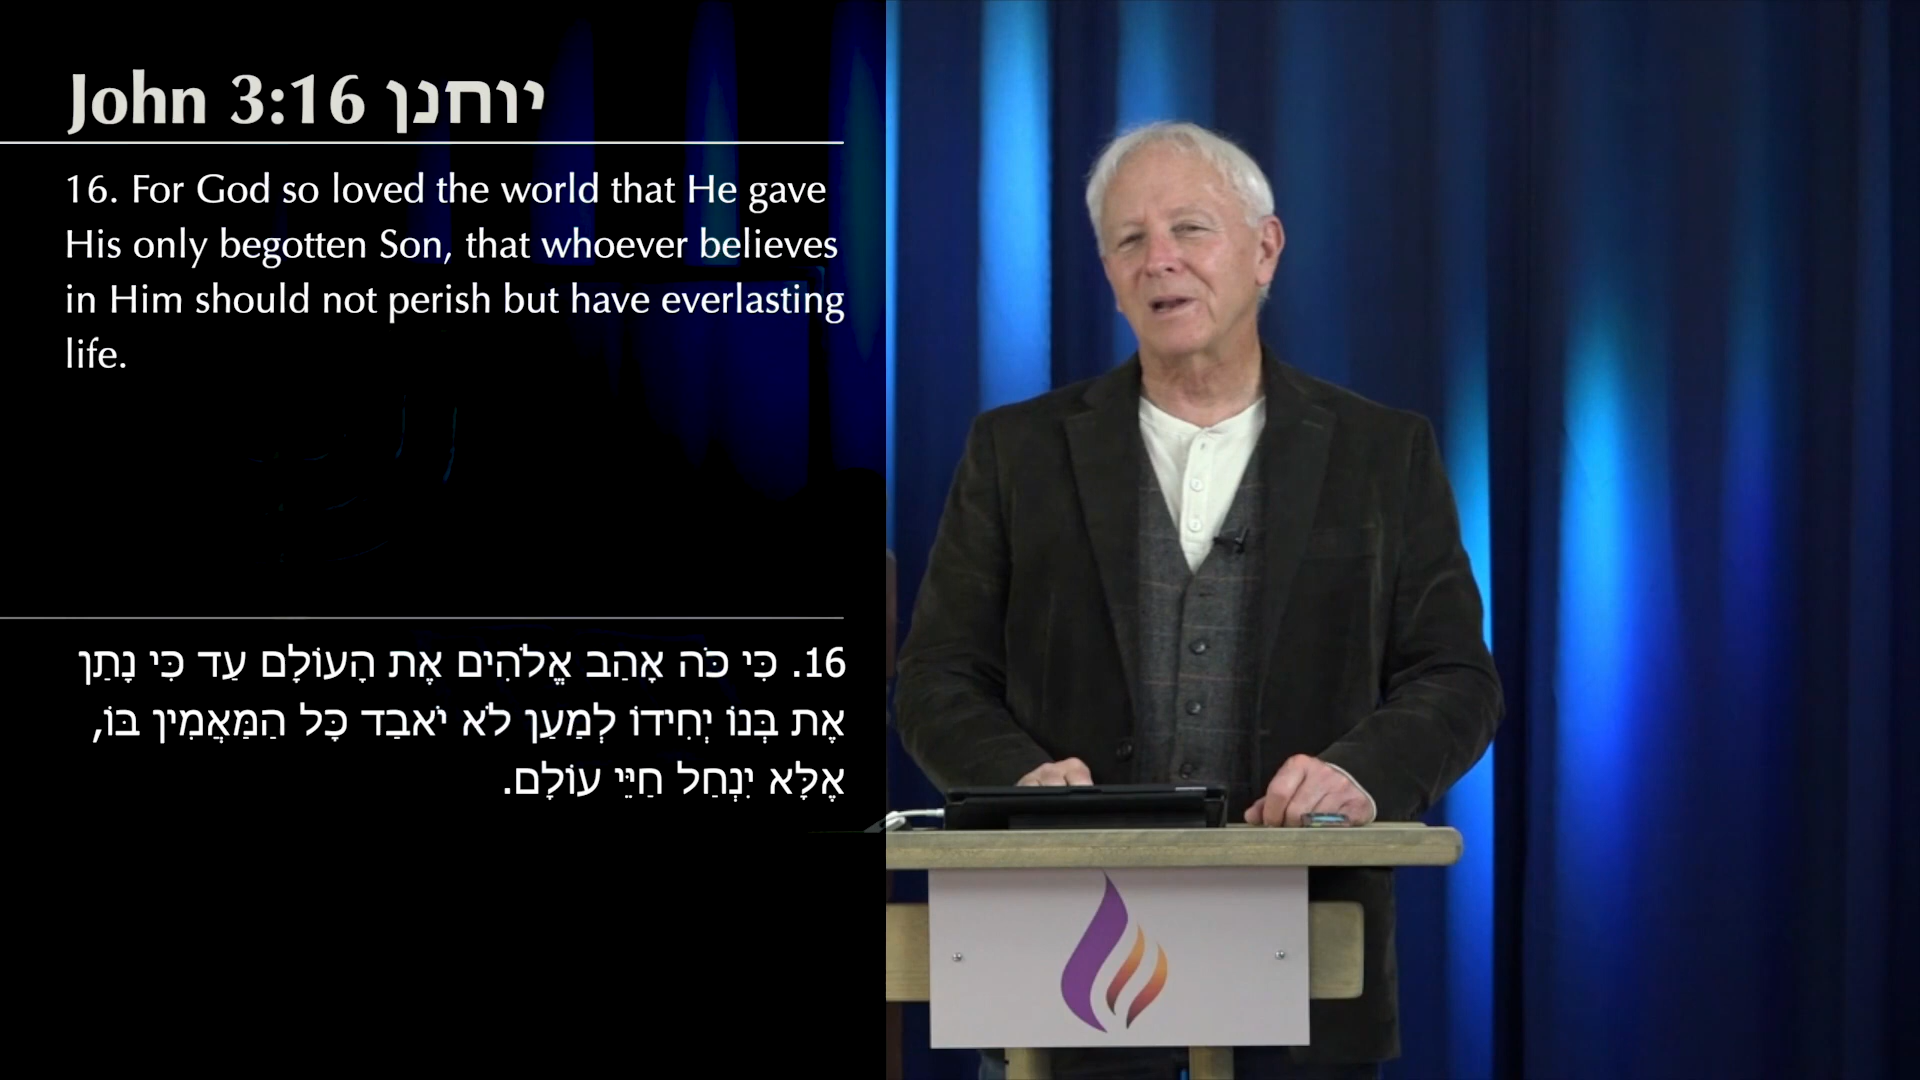 John 3:16 יוחנן
16. For God so loved the world that He gave
His only begotten Son, that whoever believes
in Him should not perish but have everlasting
life.
16. כִּי כֹּה אָהַב אֱלֹהִים אֶת הָעוֹלָם עַד כִּי נָתַן
אֶת בְּנוֹ יְחִידוֹ לְמַעַן לֹא יֹאבַד כָּל הַמַּאֲמִין בּוֹ,
אֶלָּא יִנְחַל חַיֵּי עוֹלָם.